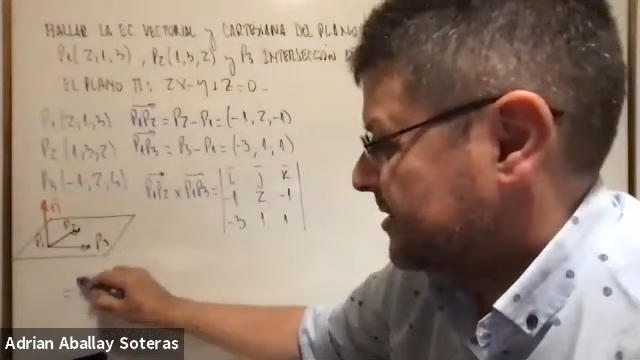 HALLAR LA EC VECTORIAL y CARTESIANA DEL PLANO
P₁(2,1,3), P₂(1,3,2) y P₃ INTERSECCIÓN
EL PLANO Π: 2X-Y+Z=0.
P₁(2,1,3) P₁P₂ = P₂-P₁ = (-1,2,-1)
P₂(1,3,2) P₁P₃ = P₃-P₁ = (-3,1,1)
P₃(-1,2,4) P₁P₂ x P₁P₃ =
i j k
-1 2 -1
-3 1 1
n
P₂
P₁ P₃
=
Adrian Aballay Soteras